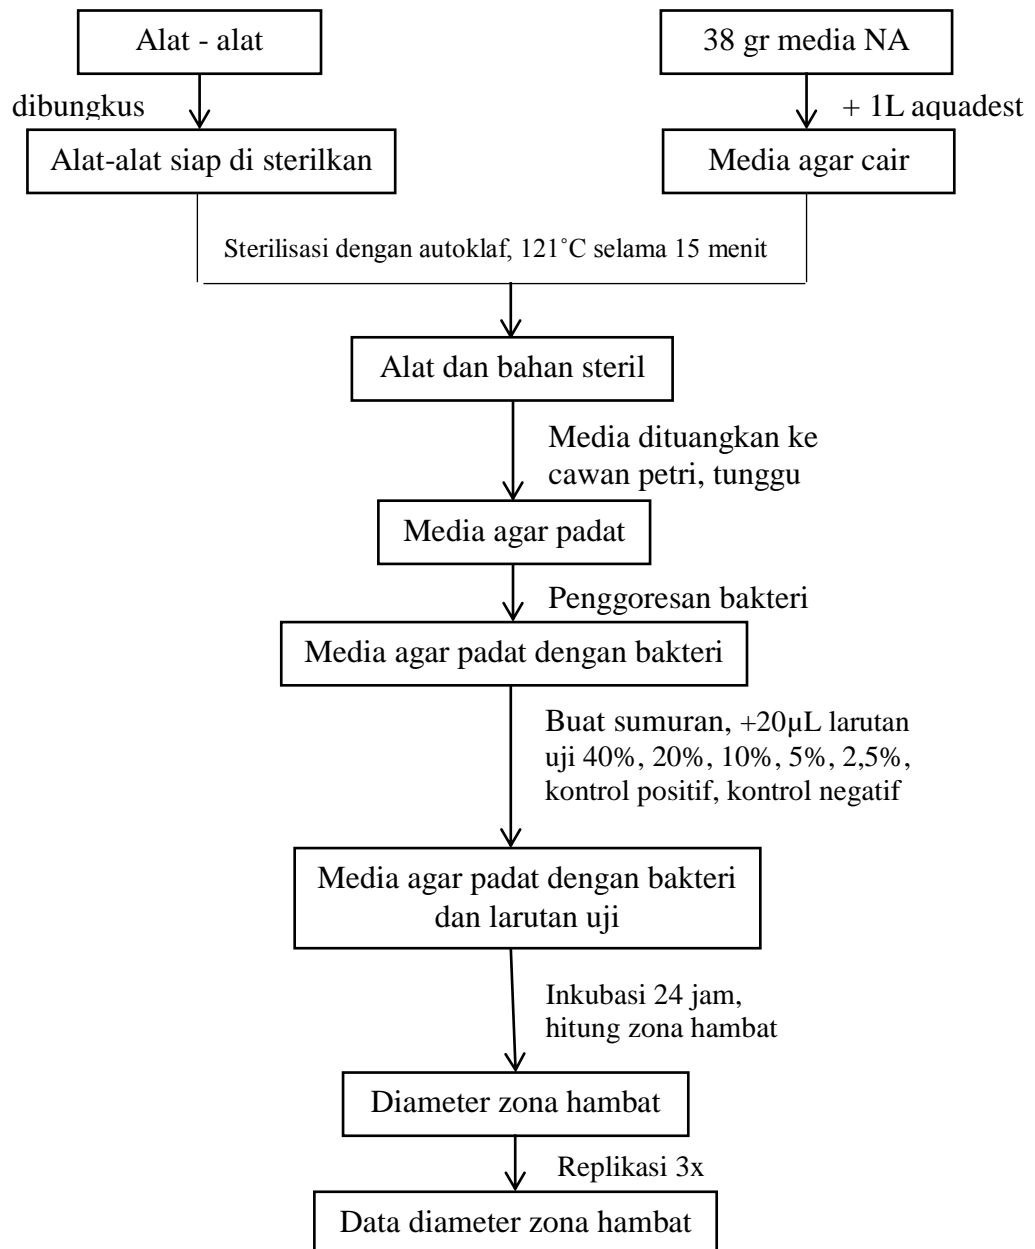 Alat - alat
38 gr media NA
dibungkus
+ 1L aquadest
Alat-alat siap di sterilkan
Media agar cair
Sterilisasi dengan autoklaf, 121˚C selama 15 menit
Alat dan bahan steril
Media dituangkan ke
cawan petri, tunggu
Media agar padat
Penggoresan bakteri
Media agar padat dengan bakteri
Buat sumuran, +20µL larutan
uji 40%, 20%, 10%, 5%, 2,5%,
kontrol positif, kontrol negatif
Media agar padat dengan bakteri
dan larutan uji
Inkubasi 24 jam,
hitung zona hambat
Diameter zona hambat
Replikasi 3x
Data diameter zona hambat